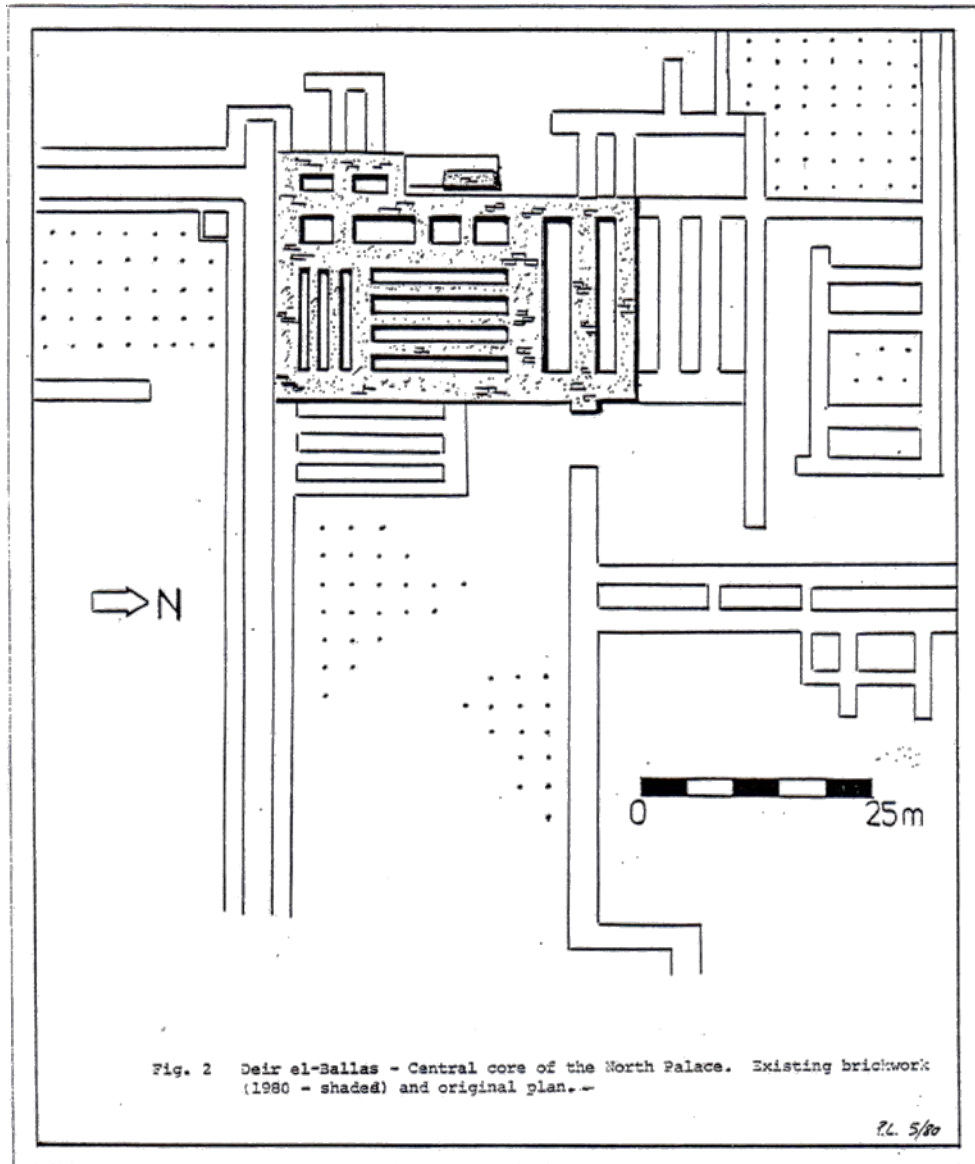 N
0 25m
Fig. 2 Deir el-Ballas - Central core of the North Palace. Existing brickwork
(1980 - shaded) and original plan.
P.L. 5/80